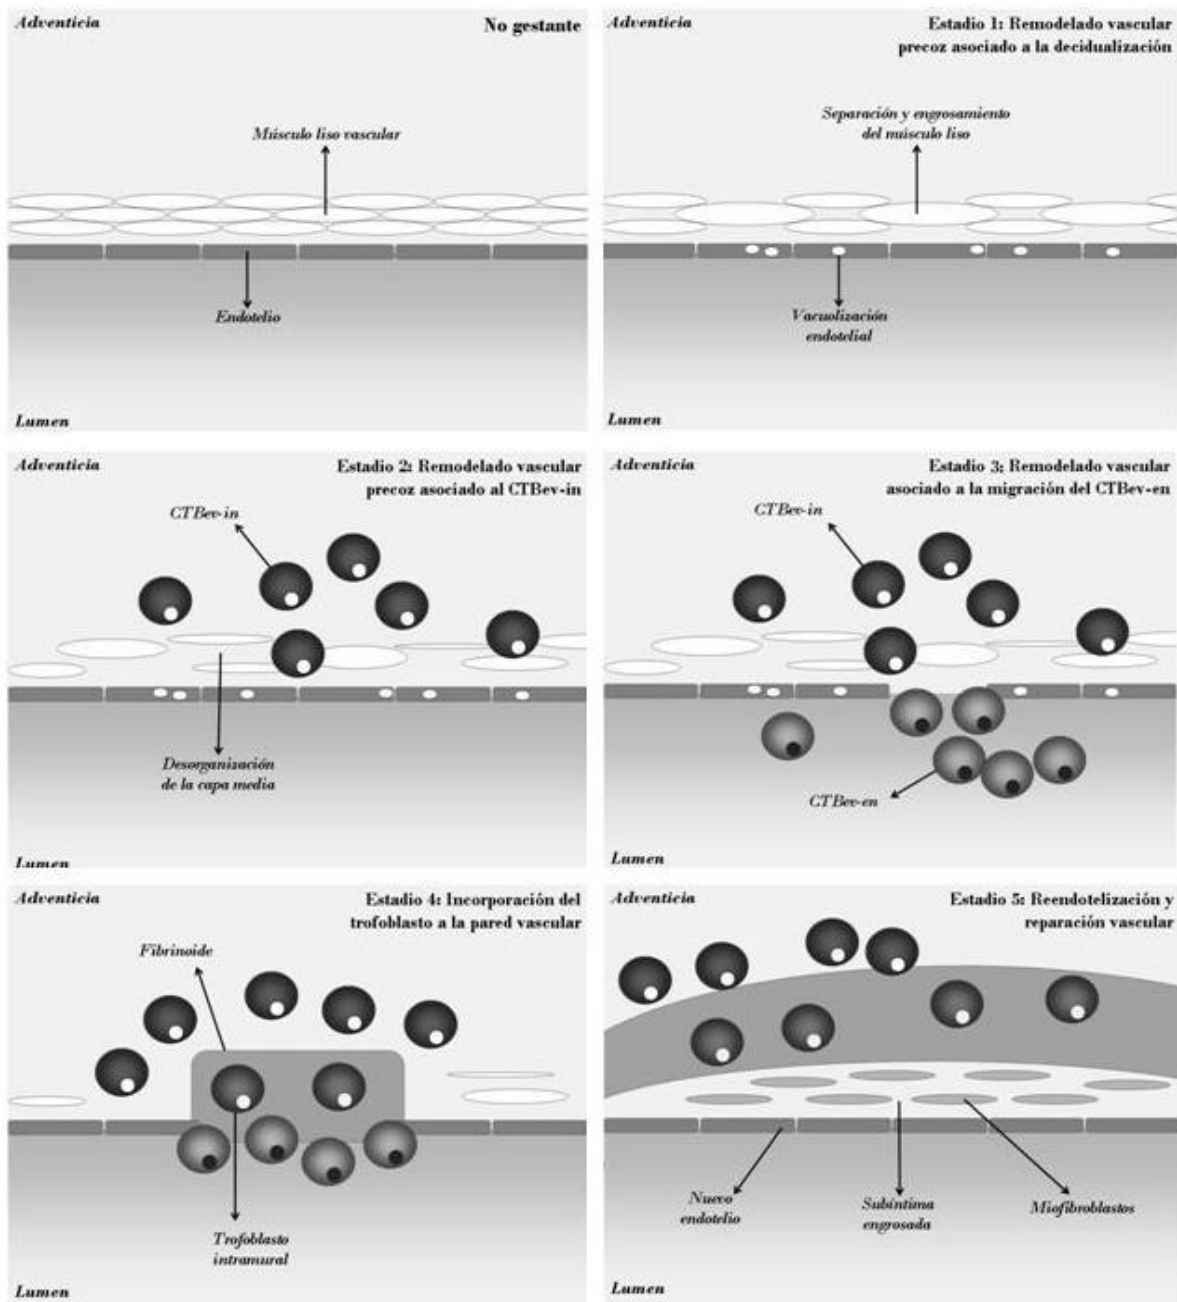 Adventicia
No gestante
Músculo liso vascular
Endotelio
Lumen
Adventicia
Estadio 1: Remodelado vascular
precoz asociado a la decidualización
Separación y engrosamiento
del músculo liso
Vacuolización
endotelial
Lumen
Adventicia
Estadio 2: Remodelado vascular
precoz asociado al CTBev-in
CTBev-in
Desorganización
de la capa media
Lumen
Adventicia
Estadio 3: Remodelado vascular
asociado a la migración del CTBev-en
CTBev-in
CTBev-en
Lumen
Adventicia
Estadio 4: Incorporación del
trofoblasto a la pared vascular
Fibrinoide
Trofoblasto
intramural
Lumen
Adventicia
Estadio 5: Reendotelización y
reparación vascular
Nuevo
endotelio
Subíntima
engrosada
Miofibroblastos
Lumen